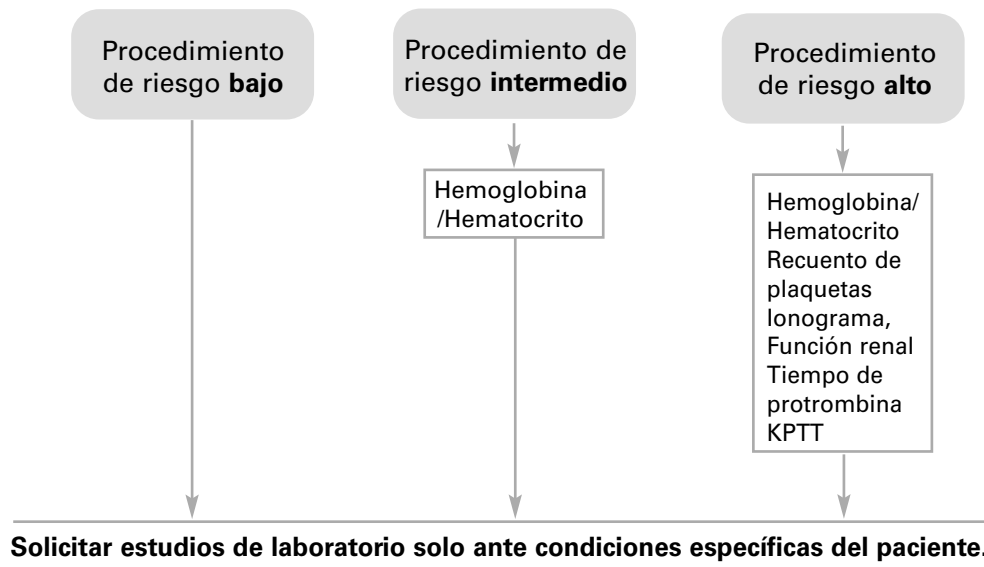 Procedimiento
de riesgo bajo
Procedimiento de
riesgo intermedio
Procedimiento
de riesgo alto
Hemoglobina
/Hematocrito
Hemoglobina/
Hematocrito
Recuento de
plaquetas
Ionograma,
Función renal
Tiempo de
protrombina
KPTT
Solicitar estudios de laboratorio solo ante condiciones específicas del paciente.